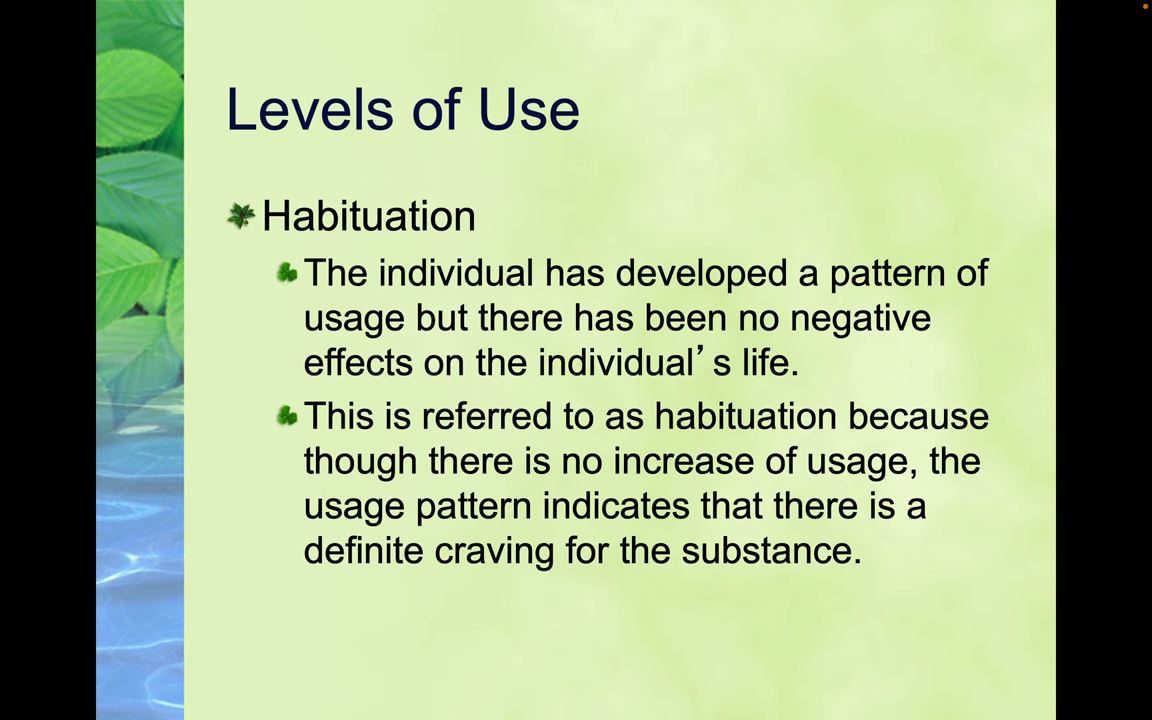 Levels of Use
Habituation
The individual has developed a pattern of
usage but there has been no negative
effects on the individual’s life.
This is referred to as habituation because
though there is no increase of usage, the
usage pattern indicates that there is a
definite craving for the substance.